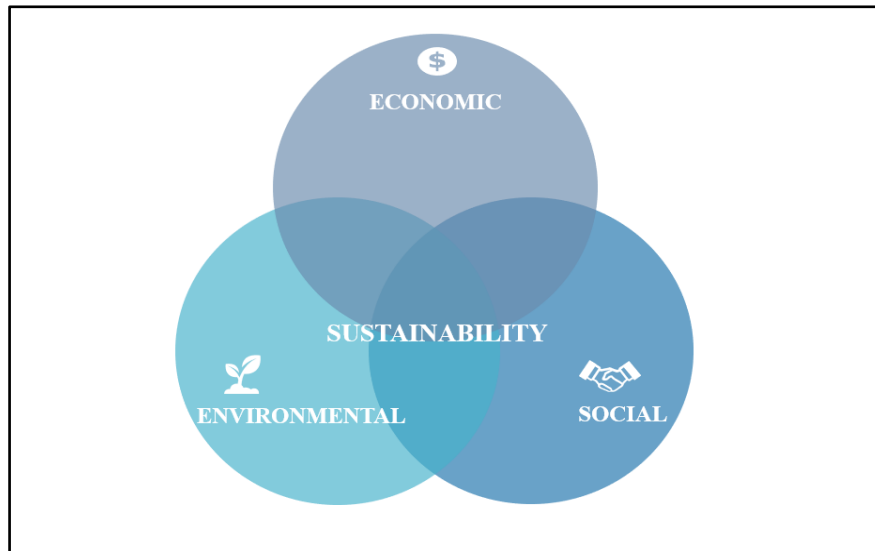 $
ECONOMIC
SUSTAINABILITY
ENVIRONMENTAL
SOCIAL